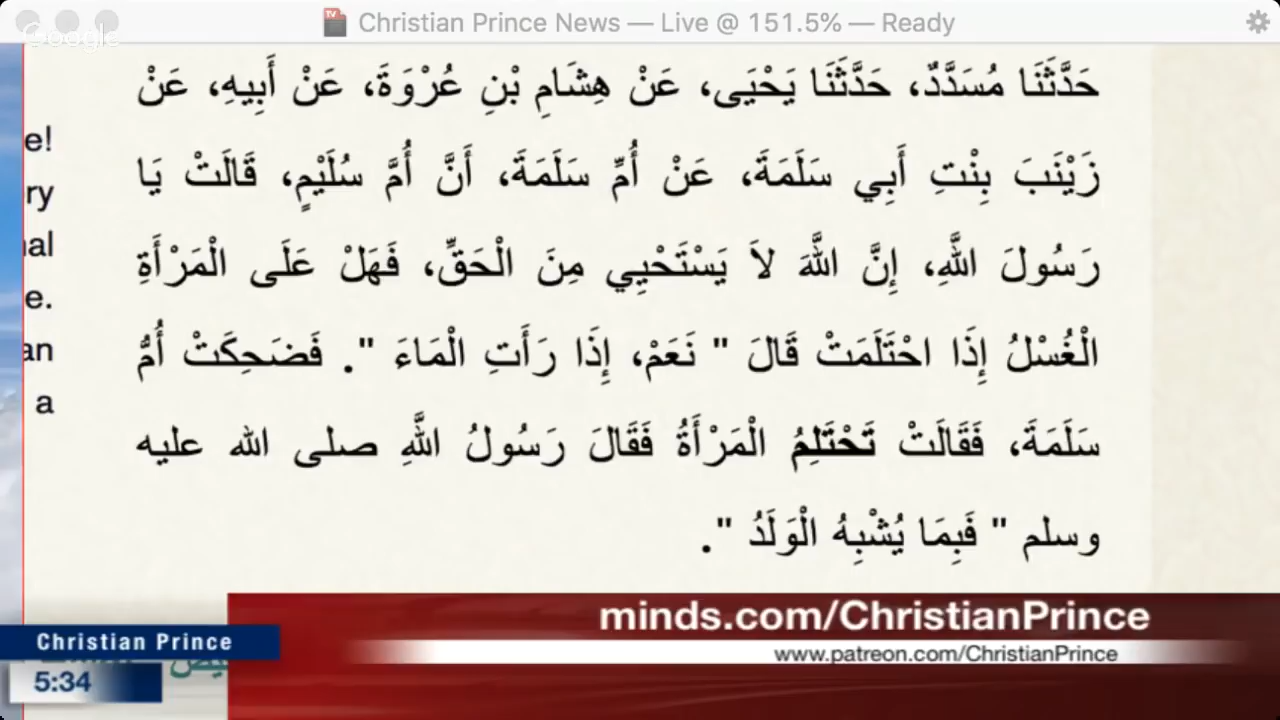 Christian Prince News — Live @ 151.5% — Ready
Google
حَدَّثَنَا مُسَدَّدٌ، حَدَّثَنَا يَحْيَى، عَنْ هِشَامِ بْنِ عُرْوَةَ، عَنْ أَبِيهِ، عَنْ
زَيْنَبَ بِنْتِ أَبِي سَلَمَةَ، عَنْ أُمِّ سَلَمَةَ، أَنَّ أُمَّ سُلَيْمٍ، قَالَتْ يَا
رَسُولَ اللَّهِ، إِنَّ اللَّهَ لاَ يَسْتَحْيِي مِنَ الْحَقِّ، فَهَلْ عَلَى الْمَرْأَةِ
الْغُسْلُ إِذَا احْتَلَمَتْ قَالَ " نَعَمْ، إِذَا رَأَتِ الْمَاءَ ". فَضَحِكَتْ أُمُّ
سَلَمَةَ، فَقَالَتْ تَحْتَلِمُ الْمَرْأَةُ فَقَالَ رَسُولُ اللَّهِ صلى الله عليه
وسلم " فَبِمَا يُشْبِهُ الْوَلَدُ ".
e!
ry
al
e.
an
a
minds.com/ChristianPrince
Christian Prince
www.patreon.com/ChristianPrince
5:34